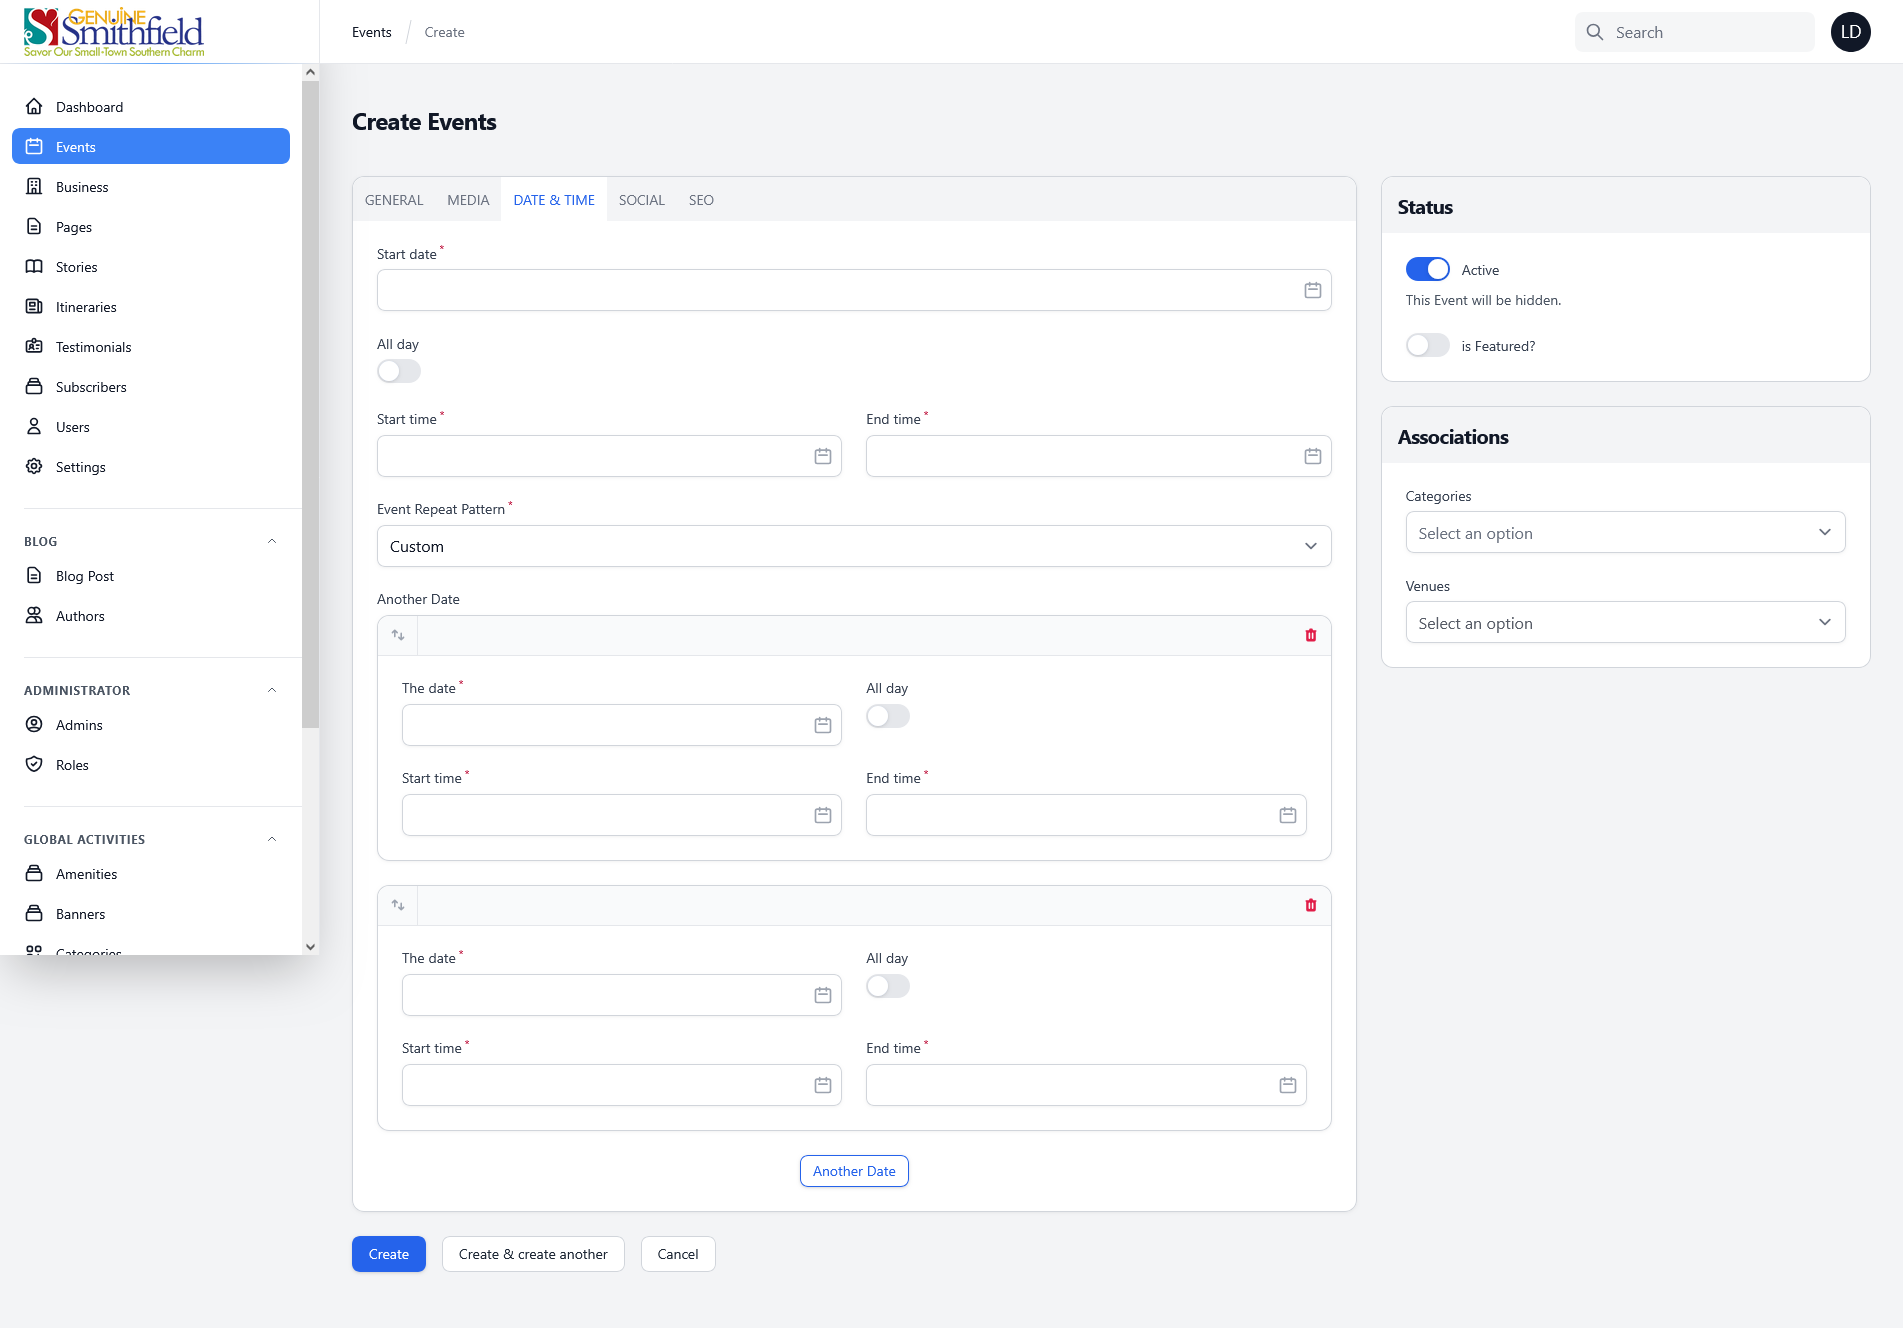 GENUINE
Smithfield
Savor Our Small-Town Southern Charm
Events
Create
Search
LD
Dashboard
Events
Business
Pages
Stories
Itineraries
Testimonials
Subscribers
Users
Settings
BLOG
Blog Post
Authors
ADMINISTRATOR
Admins
Roles
GLOBAL ACTIVITIES
Amenities
Banners
Categories
Create Events
GENERAL MEDIA DATE & TIME SOCIAL SEO
Start date*
All day
Start time* End time*
Event Repeat Pattern*
Custom
Another Date
The date* All day
Start time* End time*
The date* All day
Start time* End time*
Another Date
Create Create & create another Cancel
Status
Active
This Event will be hidden.
is Featured?
Associations
Categories
Select an option
Venues
Select an option